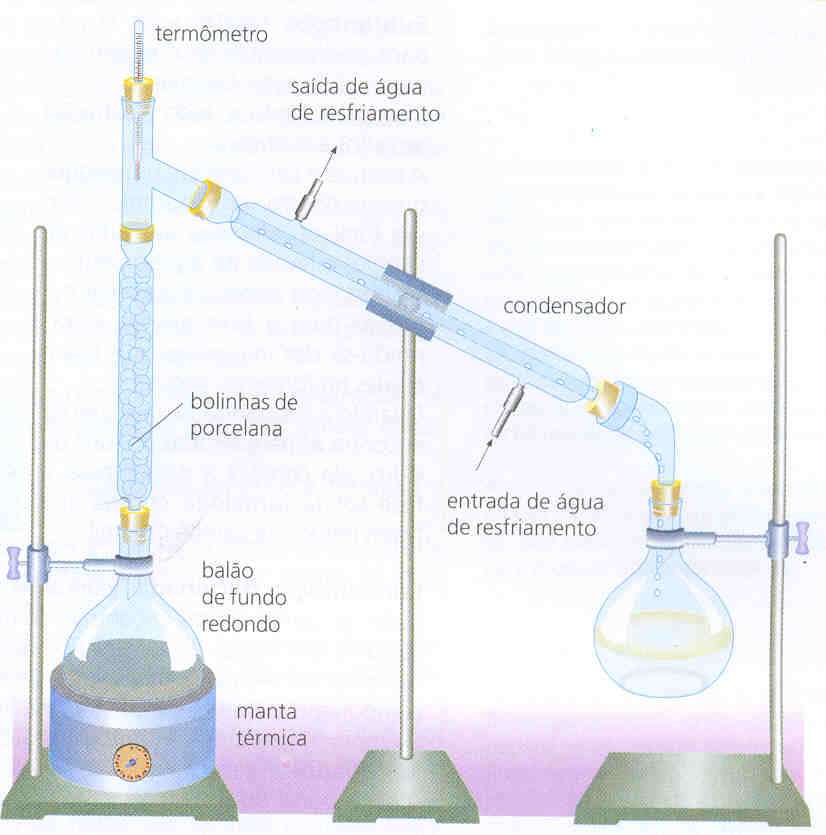 termômetro
saída de água
de resfriamento
condensador
bolinhas de
porcelana
entrada de água
de resfriamento
balão
de fundo
redondo
manta
térmica